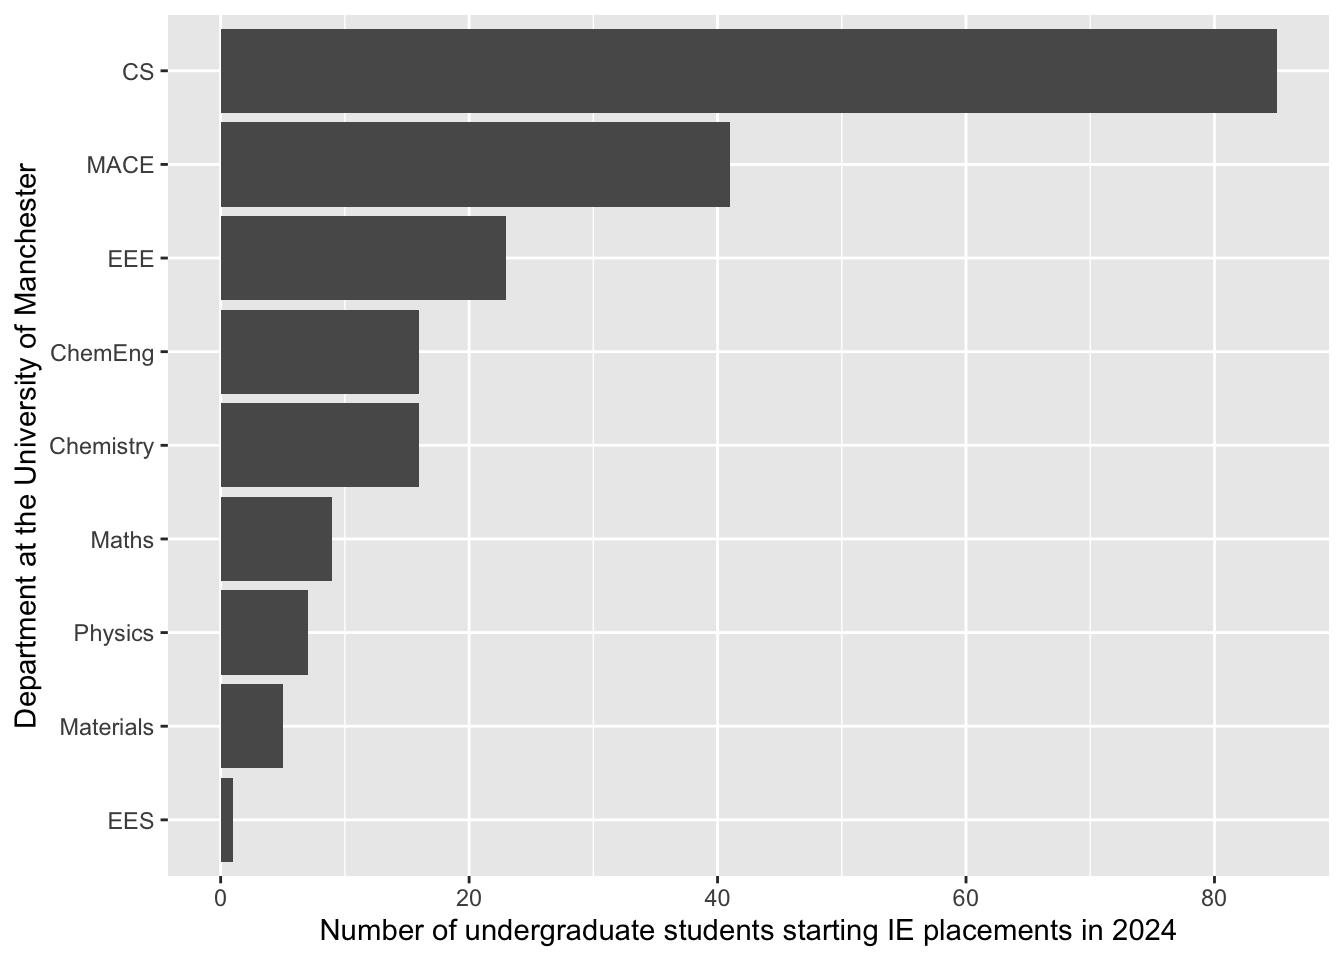 Department at the University of Manchester
CS
MACE
EEE
ChemEng
Chemistry
Maths
Physics
Materials
EES
0 20 40 60 80
Number of undergraduate students starting IE placements in 2024